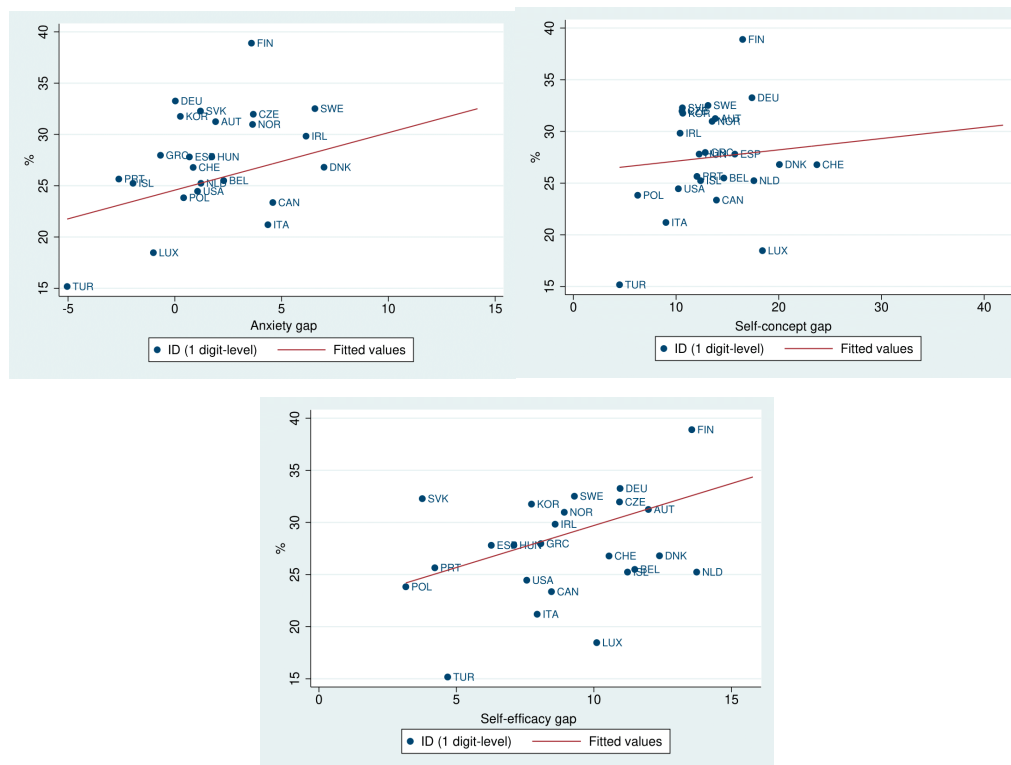 40
35
30
25
20
15
%
FIN
DEU
SVK
SWE
KOR
CZE
AUT
NOR
IRL
GRC
ESP
HUN
CHE
DNK
PRT
ISL
NLD
BEL
USA
POL
CAN
ITA
LUX
TUR
-5 0 5 10 15
Anxiety gap
ID (1 digit-level) Fitted values
40
35
30
25
20
15
%
FIN
DEU
SVK
SWE
CZE
KOR
AUT
NOR
IRL
GRC
HUN
ESP
DNK
CHE
PRT
ISL
BEL
NLD
USA
POL
CAN
ITA
LUX
TUR
0 10 20 30 40
Self-concept gap
ID (1 digit-level) Fitted values
40
35
30
25
20
15
%
FIN
DEU
SVK
SWE
KOR
CZE
NOR
AUT
IRL
ESP
HUN
GRC
CHE
DNK
PRT
ISL
BEL
NLD
USA
POL
CAN
ITA
LUX
TUR
0 5 10 15
Self-efficacy gap
ID (1 digit-level) Fitted values